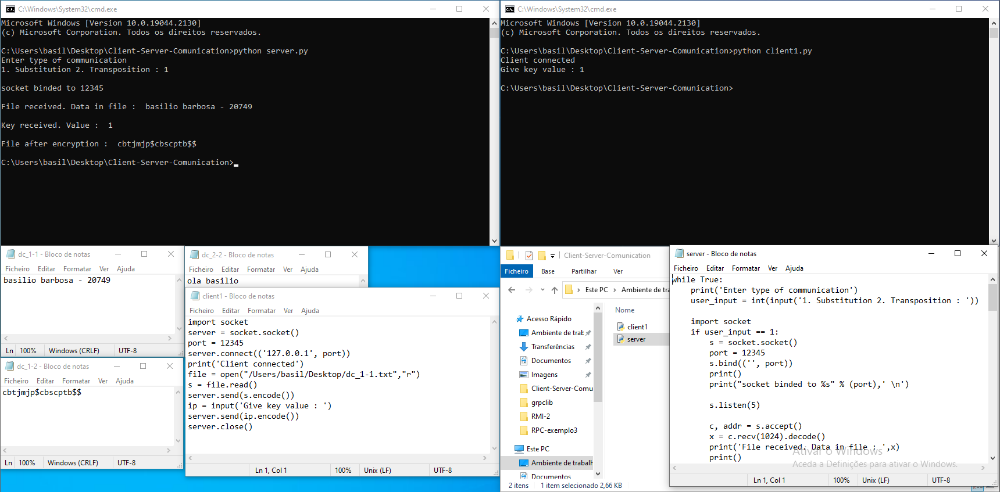 C:\Windows\System32\cmd.exe
Microsoft Windows [Version 10.0.19044.2130]
(c) Microsoft Corporation. Todos os direitos reservados.
C:\Users\basil\Desktop\Client-Server-Comunication>python server.py
Enter type of communication
1. Substitution 2. Transposition : 1
socket binded to 12345
File received. Data in file :  basilio barbosa - 20749
Key received. Value :  1
File after encryption :  cbtjmjp$cbscptb$$
C:\Users\basil\Desktop\Client-Server-Comunication>
C:\Windows\System32\cmd.exe
Microsoft Windows [Version 10.0.19044.2130]
(c) Microsoft Corporation. Todos os direitos reservados.
C:\Users\basil\Desktop\Client-Server-Comunication>python client1.py
Client connected
Give key value : 1
C:\Users\basil\Desktop\Client-Server-Comunication>
dc_1-1 - Bloco de notas
Ficheiro Editar Formatar Ver Ajuda
basilio barbosa - 20749
Ln 100% Windows (CRLF) UTF-8
dc_1-2 - Bloco de notas
Ficheiro Editar Formatar Ver Ajuda
cbtjmjp$cbscptb$$
Ln 100% Windows (CRLF) UTF-8
dc_2-2 - Bloco de notas
Ficheiro Editar Formatar Ver Ajuda
ola basilio
client1 - Bloco de notas
Ficheiro Editar Formatar Ver Ajuda
import socket
server = socket.socket()
port = 12345
server.connect(('127.0.0.1', port))
print('Client connected')
file = open("/Users/basil/Desktop/dc_1-1.txt","r")
s = file.read()
server.send(s.encode())
ip = input('Give key value : ')
server.send(ip.encode())
server.close()
Ln 1, Col 1 100% Unix (LF) UTF-8
Client-Server-Comunication
Ficheiro Base Partilhar Ver
Este PC > Ambiente de tra
Nome
client1
server
Acesso Rápido
Ambiente de trab
Transferências
Documentos
Imagens
Client-Server-Comu
grpclib
RMI-2
RPC-exemplo3
Este PC
Ambiente de trabalh
Documentos
2 itens 1 item selecionado 2,66 KB
server - Bloco de notas
Ficheiro Editar Formatar Ver Ajuda
while True:
    print('Enter type of communication')
    user_input = int(input('1. Substitution 2. Transposition : '))
    import socket
    if user_input == 1:
        s = socket.socket()
        port = 12345
        s.bind(('', port))
        print()
        print("socket binded to %s" % (port),' \n')
        s.listen(5)
        c, addr = s.accept()
        x = c.recv(1024).decode()
        print('File received. Data in file : ',x)
        print()
Ativar o Windows
Aceda a Definições para ativar o Windows.
Ln 1, Col 1 100% Unix (LF) UTF-8